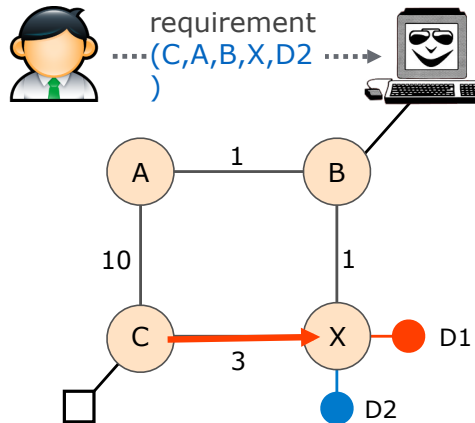 requirement
(C,A,B,X,D2
)
A
1
B
10
1
C
3
X
D1
D2